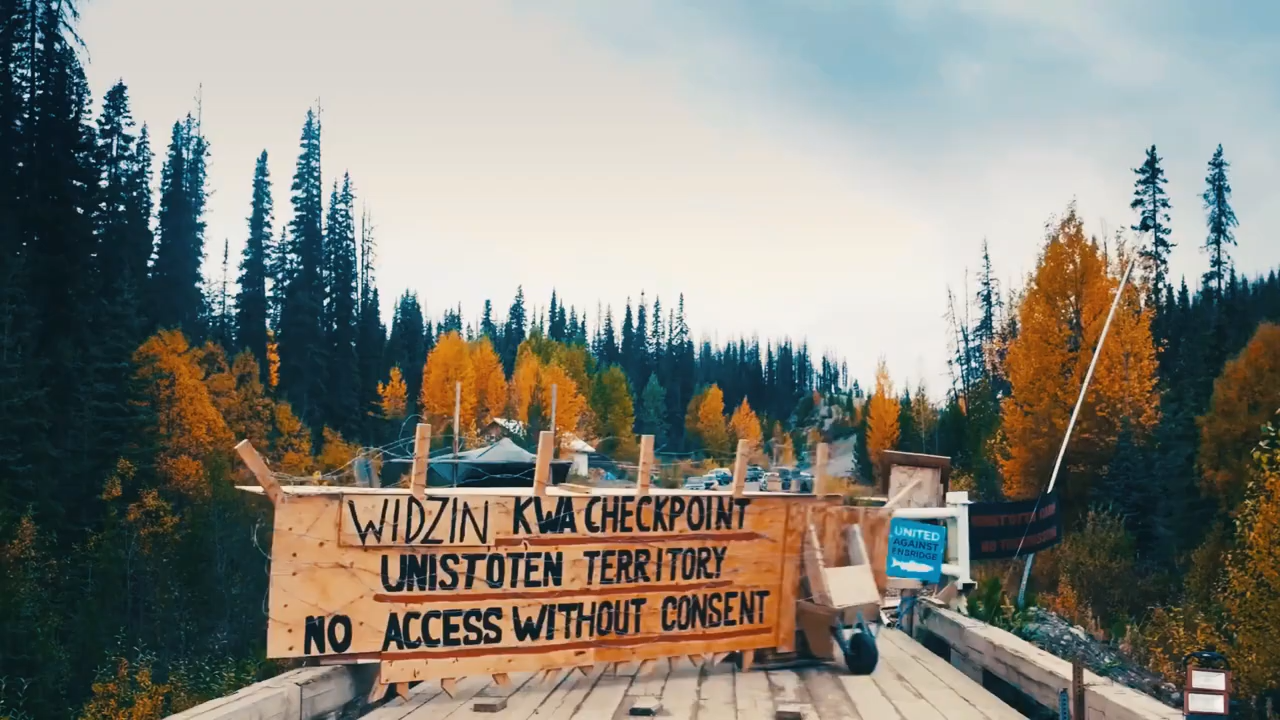 WIDZIN KWA CHECKPOINT
UNISTOTEN TERRITORY
NO ACCESS WITHOUT CONSENT
UNITED
AGAINST
ENBRIDGE